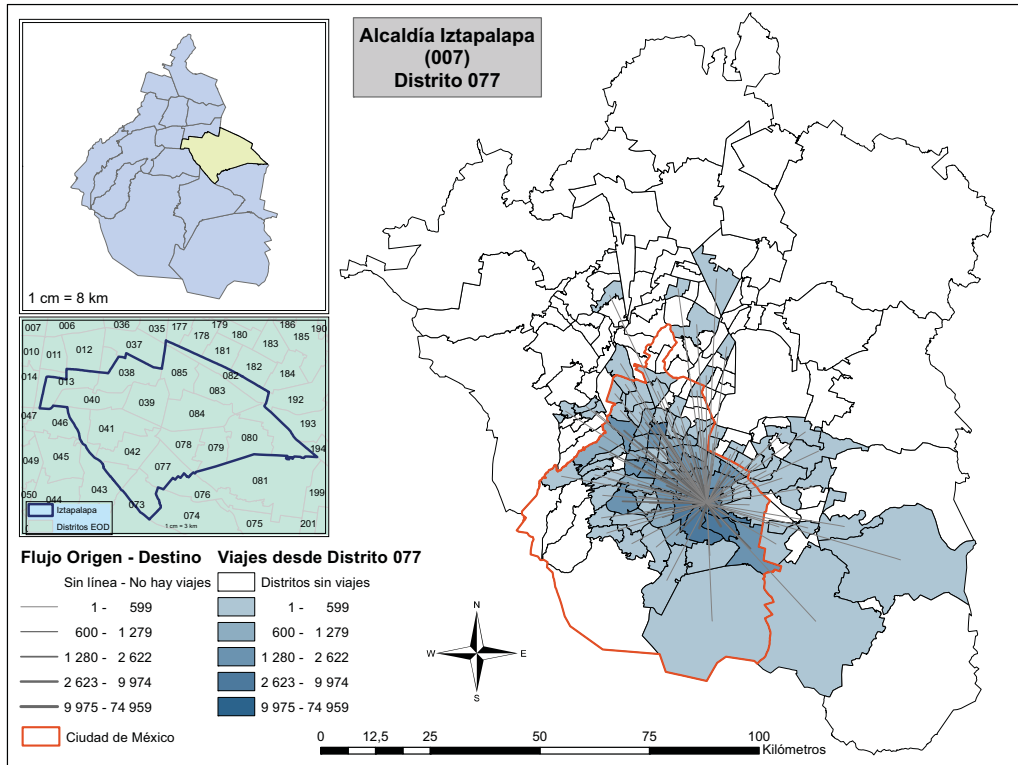 Alcaldía Iztapalapa
(007)
Distrito 077
1 cm = 8 km
007 006 036 035 177 179 186 190
010 011 012 037 178 180 183 185
181
014 013 038 085 082 182 184
083
040 039 192
047 046 041 084 193
042 078 079 080 194
049 045 077 081
043 199
050 044 073 076
074 075 201
Iztapalapa
Distritos EOD
1 cm = 3 km
Flujo Origen - Destino
Sin línea - No hay viajes
1 - 599
600 - 1 279
1 280 - 2 622
2 623 - 9 974
9 975 - 74 959
Ciudad de México
Viajes desde Distrito 077
Distritos sin viajes
1 - 599
600 - 1 279
1 280 - 2 622
2 623 - 9 974
9 975 - 74 959
N
W E
S
0 12,5 25 50 75 100
Kilómetros